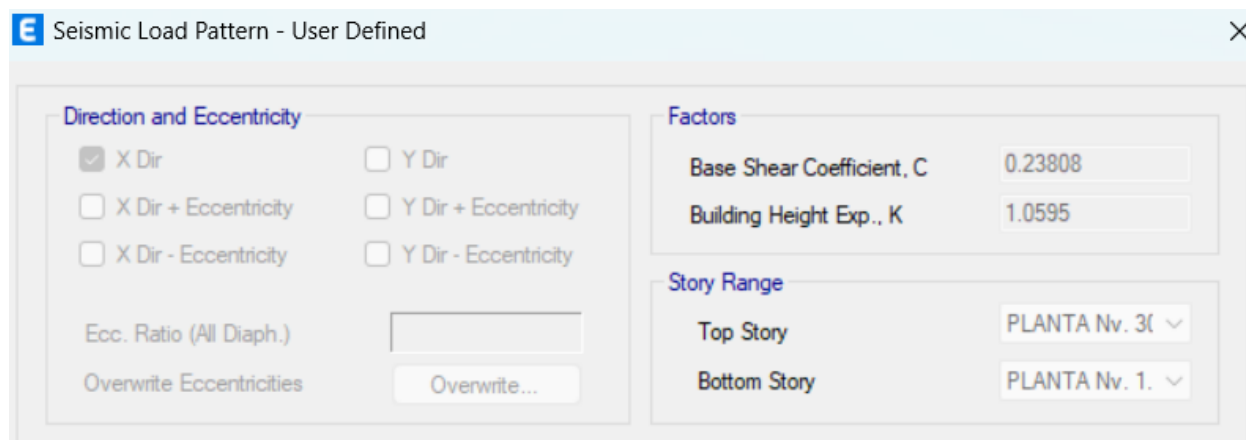 E Seismic Load Pattern - User Defined
Direction and Eccentricity
X Dir Y Dir
X Dir + Eccentricity Y Dir + Eccentricity
X Dir - Eccentricity Y Dir - Eccentricity
Ecc. Ratio (All Diaph.)
Overwrite Eccentricities Overwrite...
Factors
Base Shear Coefficient, C 0.23808
Building Height Exp., K 1.0595
Story Range
Top Story PLANTA Nv.
Bottom Story PLANTA Nv. 1.